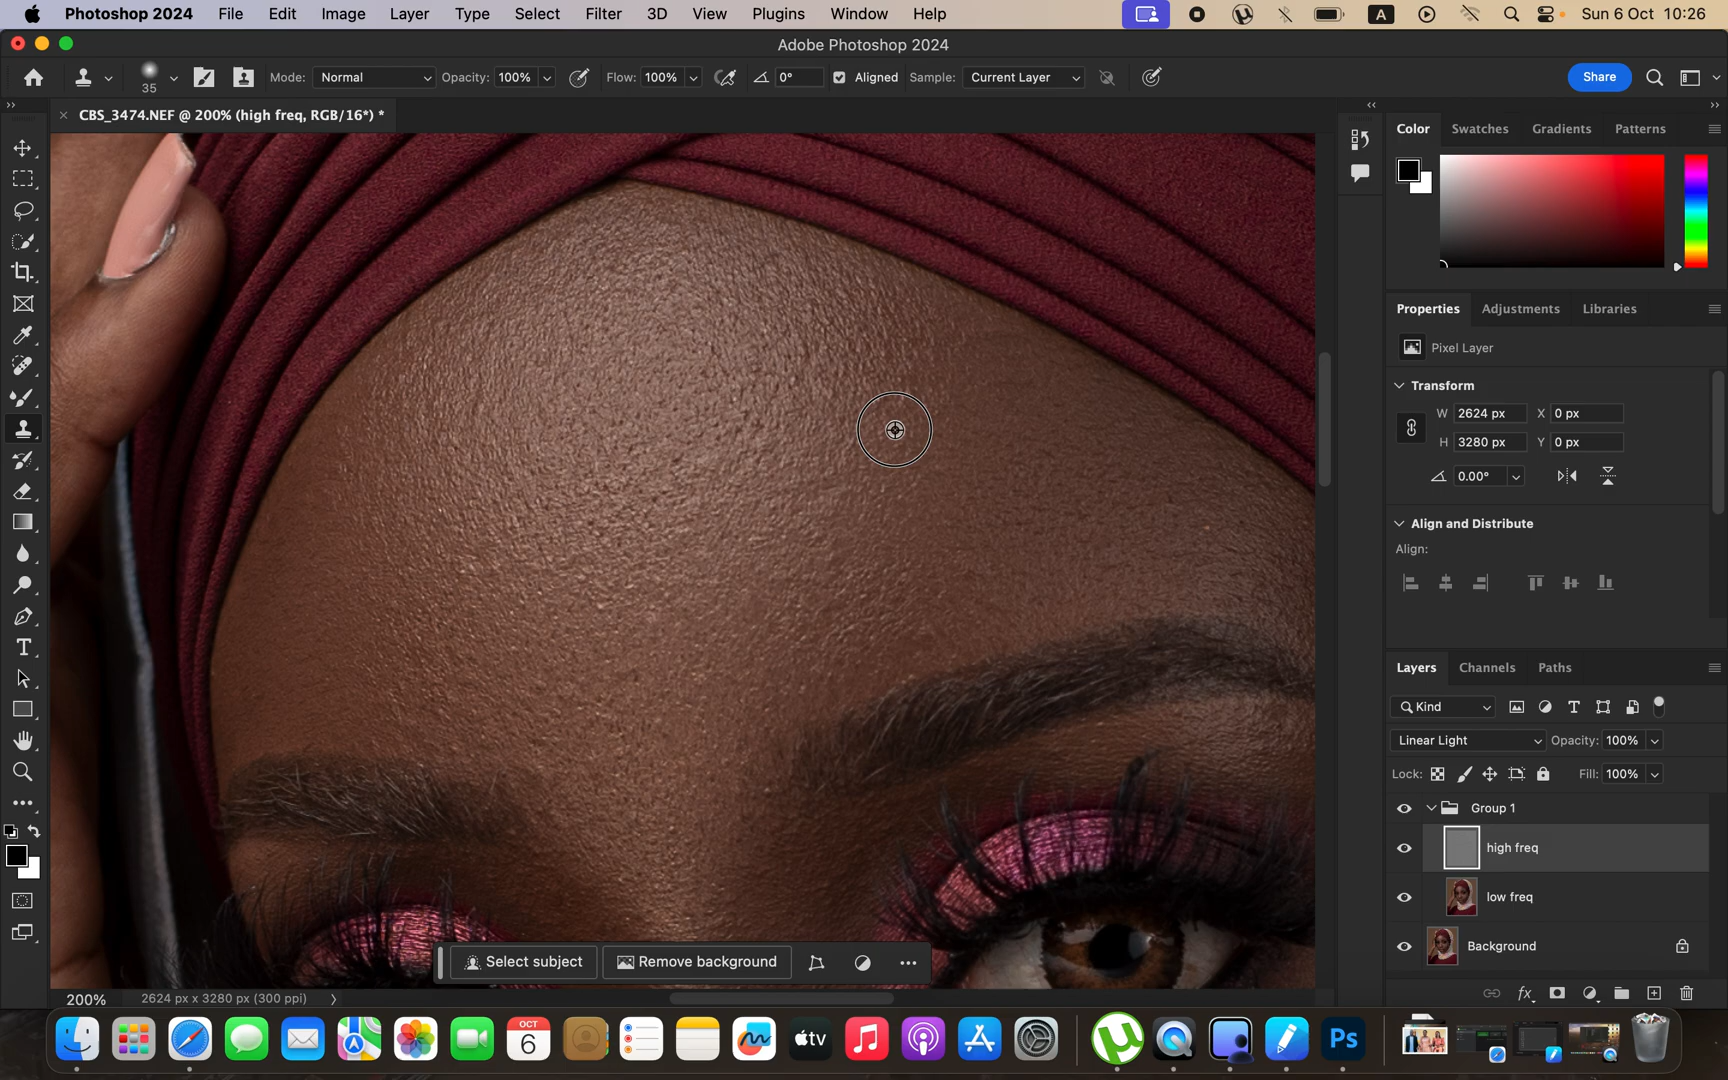 Photoshop 2024 File Edit Image Layer Type Select Filter 3D View Plugins Window Help A Sun 6 Oct 10:26
Adobe Photoshop 2024
35 Mode: Normal Opacity: 100% Flow: 100% 0° Aligned Sample: Current Layer Share
CBS_3474.NEF @ 200% (high freq, RGB/16*) *
Color Swatches Gradients Patterns
Properties Adjustments Libraries
Pixel Layer
Transform
W 2624 px X 0 px
H 3280 px Y 0 px
0.00°
Align and Distribute
Align:
Layers Channels Paths
Kind
Linear Light Opacity: 100%
Lock: Fill: 100%
Group 1
high freq
low freq
Background
Select subject Remove background
200% 2624 px x 3280 px (300 ppi)
OCT
6
tv
Ps